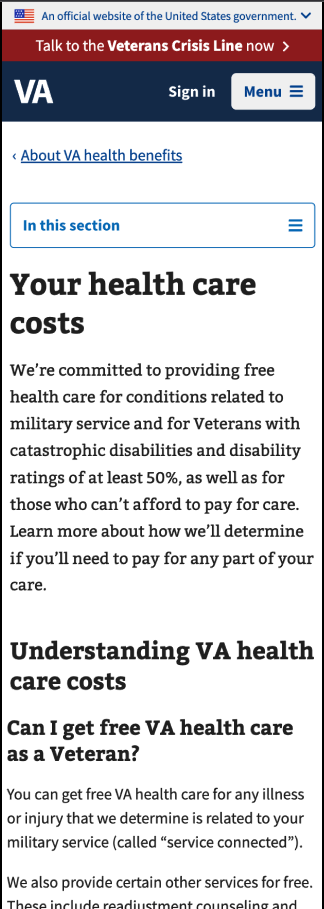 An official website of the United States government.
Talk to the Veterans Crisis Line now
VA
Sign in
Menu
‹ About VA health benefits
In this section
Your health care
costs
We’re committed to providing free
health care for conditions related to
military service and for Veterans with
catastrophic disabilities and disability
ratings of at least 50%, as well as for
those who can’t afford to pay for care.
Learn more about how we’ll determine
if you’ll need to pay for any part of your
care.
Understanding VA health
care costs
Can I get free VA health care
as a Veteran?
You can get free VA health care for any illness
or injury that we determine is related to your
military service (called “service connected”).
We also provide certain other services for free.
These include readjustment counseling and